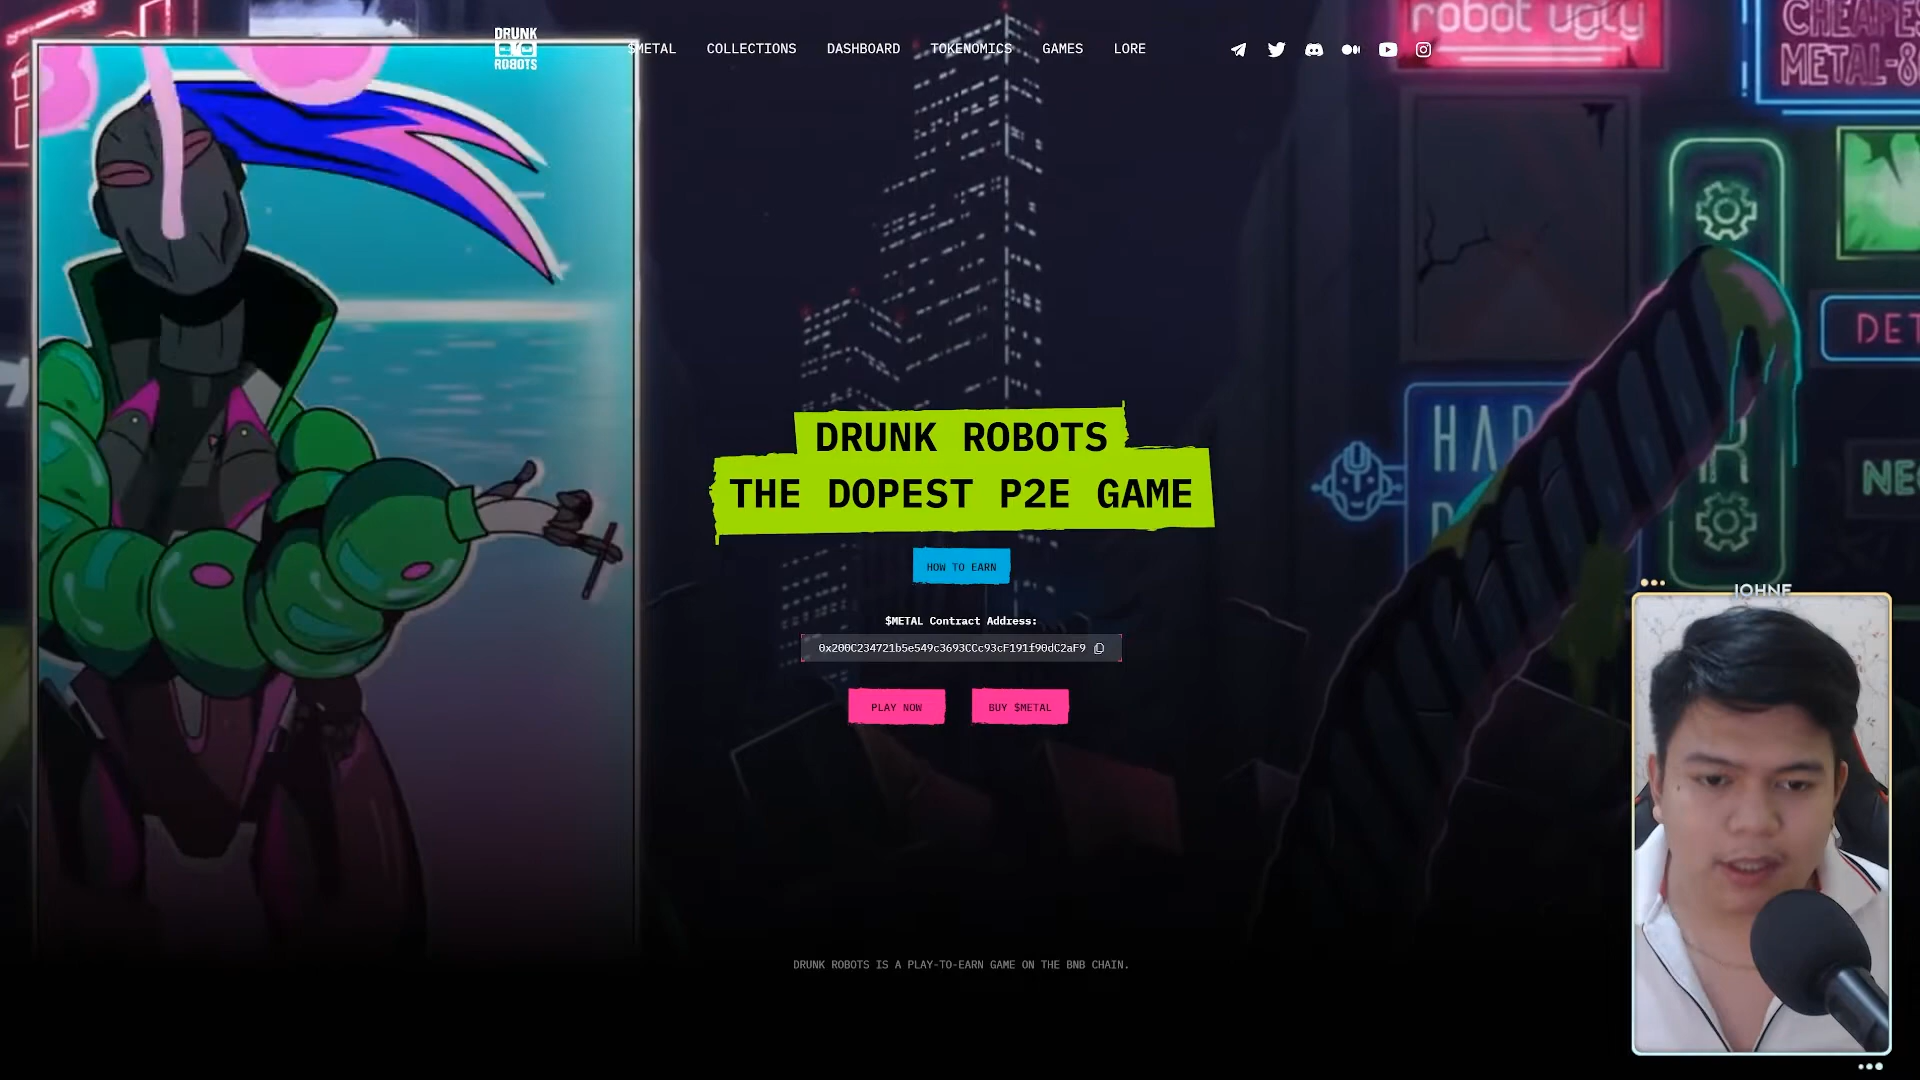 DRUNK
ROBOTS
$METAL COLLECTIONS DASHBOARD TOKENOMICS GAMES LORE
robot ugly
METAL-8
DET
DRUNK ROBOTS
THE DOPEST P2E GAME
HOW TO EARN
$METAL Contract Address:
0x200C234721b5e549c3693CCc93cF191f90dC2aF9
PLAY NOW BUY $METAL
JOHNE
DRUNK ROBOTS IS A PLAY-TO-EARN GAME ON THE BNB CHAIN.